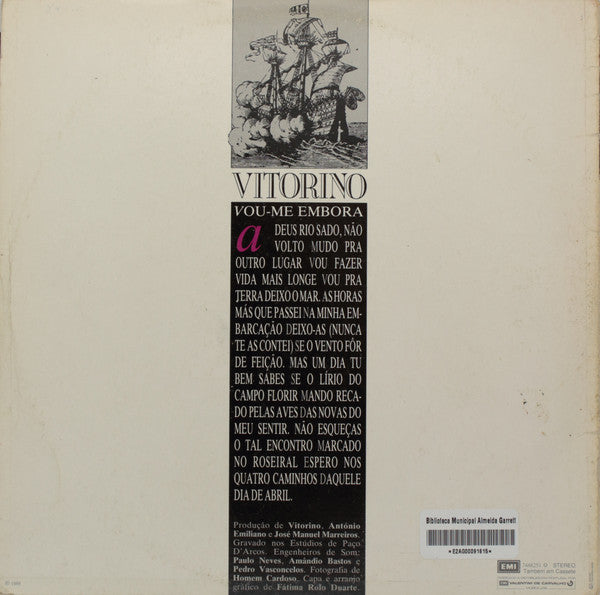 VITORINO
VOU-ME EMBORA
a DEUS RIO SADO, NÃO
VOLTO MUDO PRA
OUTRO LUGAR VOU FAZER
VIDA MAIS LONGE VOU PRA
TERRA DEIXO O MAR. AS HORAS
MÁS QUE PASSEI NA MINHA EM-
BARCAÇÃO DEIXO-AS (NUNCA
TE AS CONTEI) SE O VENTO FÔR
DE FEIÇÃO. MAS UM DIA TU
BEM SABES SE O LÍRIO DO
CAMPO FLORIR MANDO RECA-
DO PELAS AVES DAS NOVAS DO
MEU SENTIR. NÃO ESQUEÇAS
O TAL ENCONTRO MARCADO
NO ROSEIRAL ESPERO NOS
QUATRO CAMINHOS DAQUELE
DIA DE ABRIL.
Produção de Vitorino, António
Emiliano e José Manuel Marreiros.
Gravado nos Estúdios de Paço
D'Arcos. Engenheiros de Som:
Paulo Neves, Amândio Bastos e
Pedro Vasconcelos. Fotografia de
Homem Cardoso. Capa e arranjo
gráfico de Fátima Rolo Duarte.
Biblioteca Municipal Almeida Garrett
EMI
STEREO
Também em Cassete
EMI VALENTIM DE CARVALHO